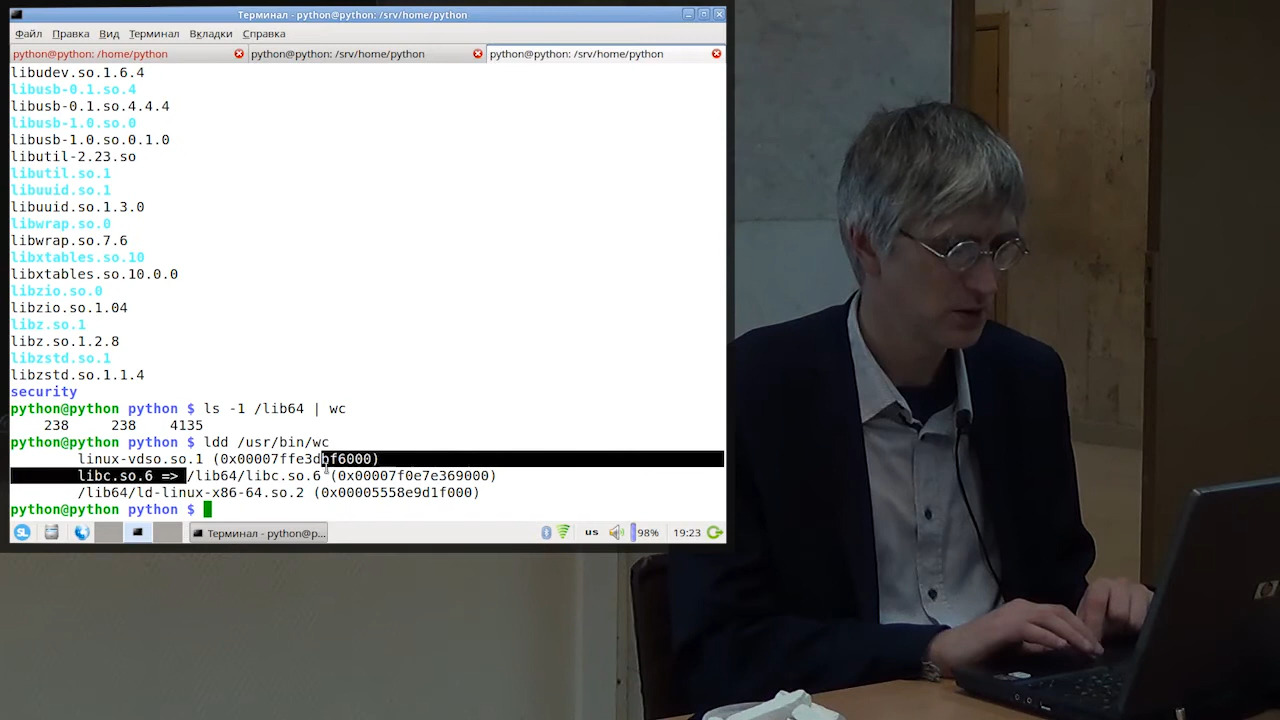 Терминал - python@python: /srv/home/python
Файл Правка Вид Терминал Вкладки Справка
python@python: /home/python python@python: /srv/home/python python@python: /srv/home/python
libudev.so.1.6.4
libusb-0.1.so.4
libusb-0.1.so.4.4.4
libusb-1.0.so.0
libusb-1.0.so.0.1.0
libutil-2.23.so
libutil.so.1
libuuid.so.1
libuuid.so.1.3.0
libwrap.so.0
libwrap.so.7.6
libxtables.so.10
libxtables.so.10.0.0
libzio.so.0
libzio.so.1.04
libz.so.1
libz.so.1.2.8
libzstd.so.1
libzstd.so.1.1.4
security
python@python python $ ls -1 /lib64 | wc
238 238 4135
python@python python $ ldd /usr/bin/wc
linux-vdso.so.1 (0x00007ffe3dbf6000)
libc.so.6 => /lib64/libc.so.6 (0x00007f0e7e369000)
/lib64/ld-linux-x86-64.so.2 (0x00005558e9d1f000)
python@python python $
Терминал - python@p... us 98% 19:23
hp